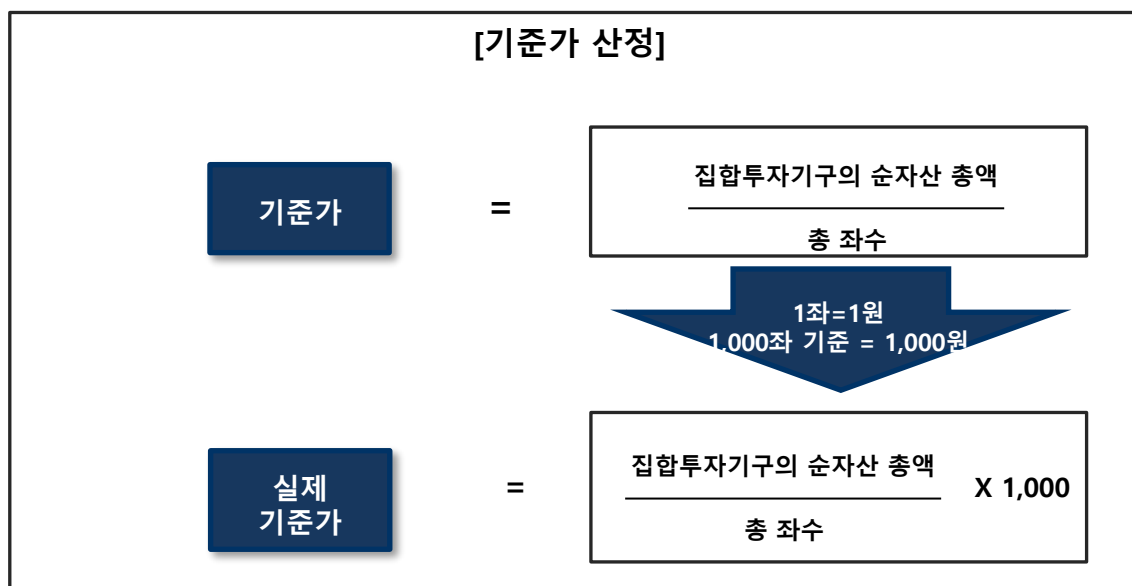 [기준가 산정]
기준가
=
집합투자기구의 순자산 총액
총 좌수
1좌=1원
1,000좌 기준 = 1,000원
실제
기준가
=
집합투자기구의 순자산 총액
총 좌수
X 1,000